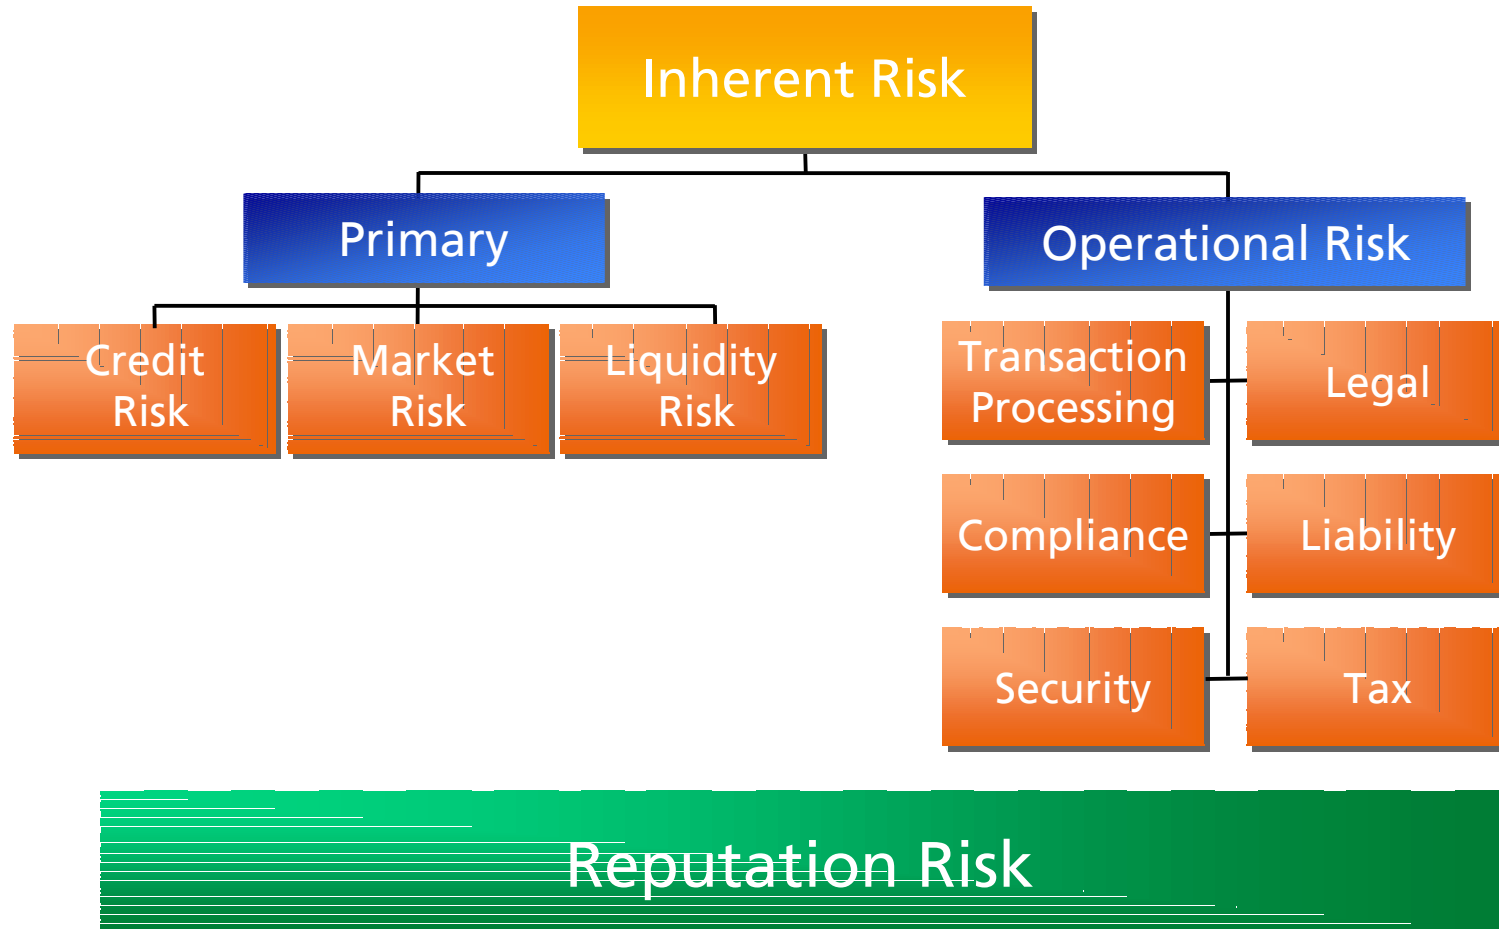 Inherent Risk
Primary
Operational Risk
Credit
Risk
Market
Risk
Liquidity
Risk
Transaction
Processing
Legal
Compliance
Liability
Security
Tax
Reputation Risk